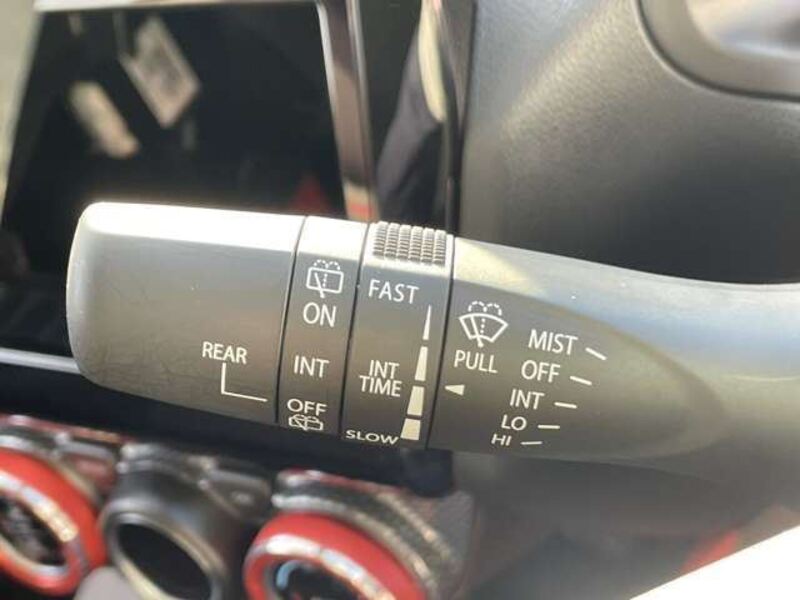 REAR
ON
INT
OFF
FAST
INT
TIME
SLOW
PULL
MIST
OFF
INT
LO
HI